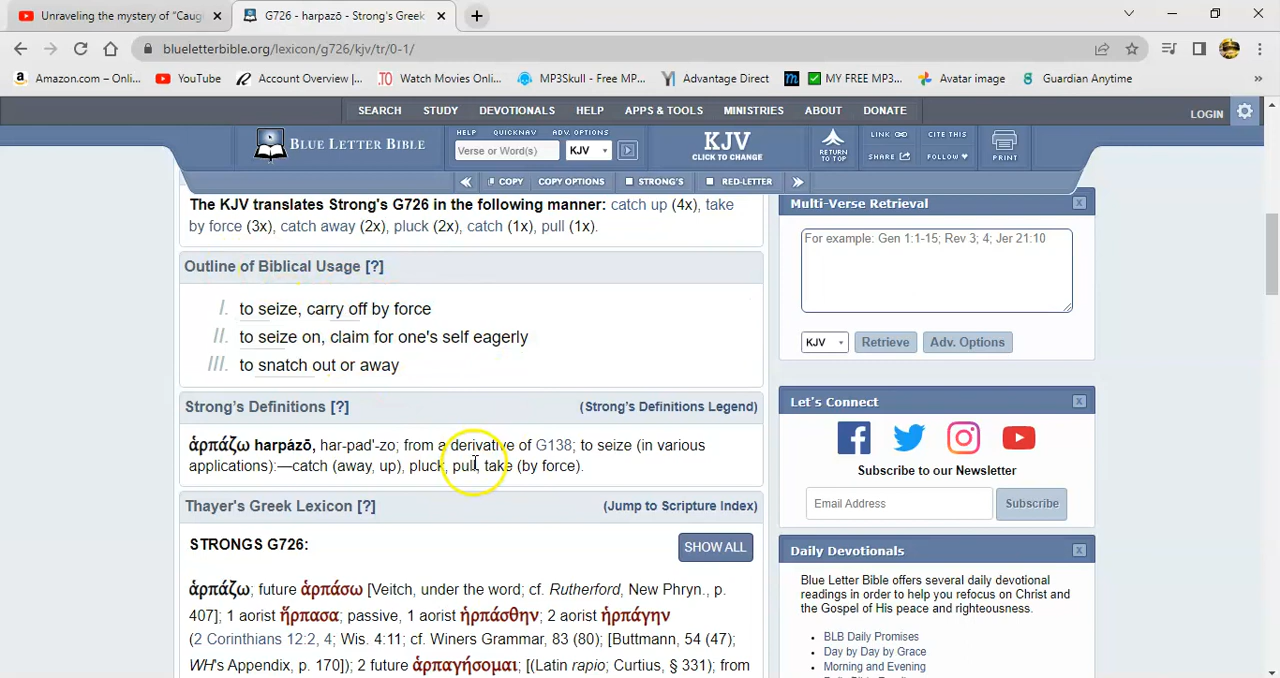 Unraveling the mystery of “Caug
G726 - harpazō - Strong's Greek
blueletterbible.org/lexicon/g726/kjv/tr/0-1/
Amazon.com – Onli... YouTube Account Overview |... Watch Movies Onlin... MP3Skull - Free MP... Advantage Direct MY FREE MP3... Avatar image Guardian Anytime »
SEARCH STUDY DEVOTIONALS HELP APPS & TOOLS MINISTRIES ABOUT DONATE LOGIN
BLUE LETTER BIBLE
HELP QUICKNAV ADV. OPTIONS
Verse or Word(s) KJV
KJV
CLICK TO CHANGE
RETURN TO TOP
LINK CITE THIS
SHARE FOLLOW
PRINT
COPY COPY OPTIONS STRONG'S RED-LETTER
The KJV translates Strong's G726 in the following manner: catch up (4x), take
by force (3x), catch away (2x), pluck (2x), catch (1x), pull (1x).
Outline of Biblical Usage [?]
I. to seize, carry off by force
II. to seize on, claim for one's self eagerly
III. to snatch out or away
Strong’s Definitions [?] (Strong’s Definitions Legend)
ἁρπάζω harpázō, har-pad'-zo; from a derivative of G138; to seize (in various
applications):—catch (away, up), pluck, pull, take (by force).
Thayer's Greek Lexicon [?] (Jump to Scripture Index)
STRONGS G726:
SHOW ALL
ἁρπάζω; future ἁρπάσω [Veitch, under the word; cf. Rutherford, New Phryn., p.
407]; 1 aorist ἥρπασα; passive, 1 aorist ἡρπάσθην; 2 aorist ἡρπάγην
(2 Corinthians 12:2, 4; Wis. 4:11; cf. Winers Grammar, 83 (80); [Buttmann, 54 (47);
WH's Appendix, p. 170]); 2 future ἁρπαγήσομαι; [(Latin rapio; Curtius, § 331); from
Multi-Verse Retrieval
For example: Gen 1:1-15; Rev 3; 4; Jer 21:10
KJV Retrieve Adv. Options
Let’s Connect
Subscribe to our Newsletter
Email Address Subscribe
Daily Devotionals
Blue Letter Bible offers several daily devotional
readings in order to help you refocus on Christ and
the Gospel of His peace and righteousness.
BLB Daily Promises
Day by Day by Grace
Morning and Evening